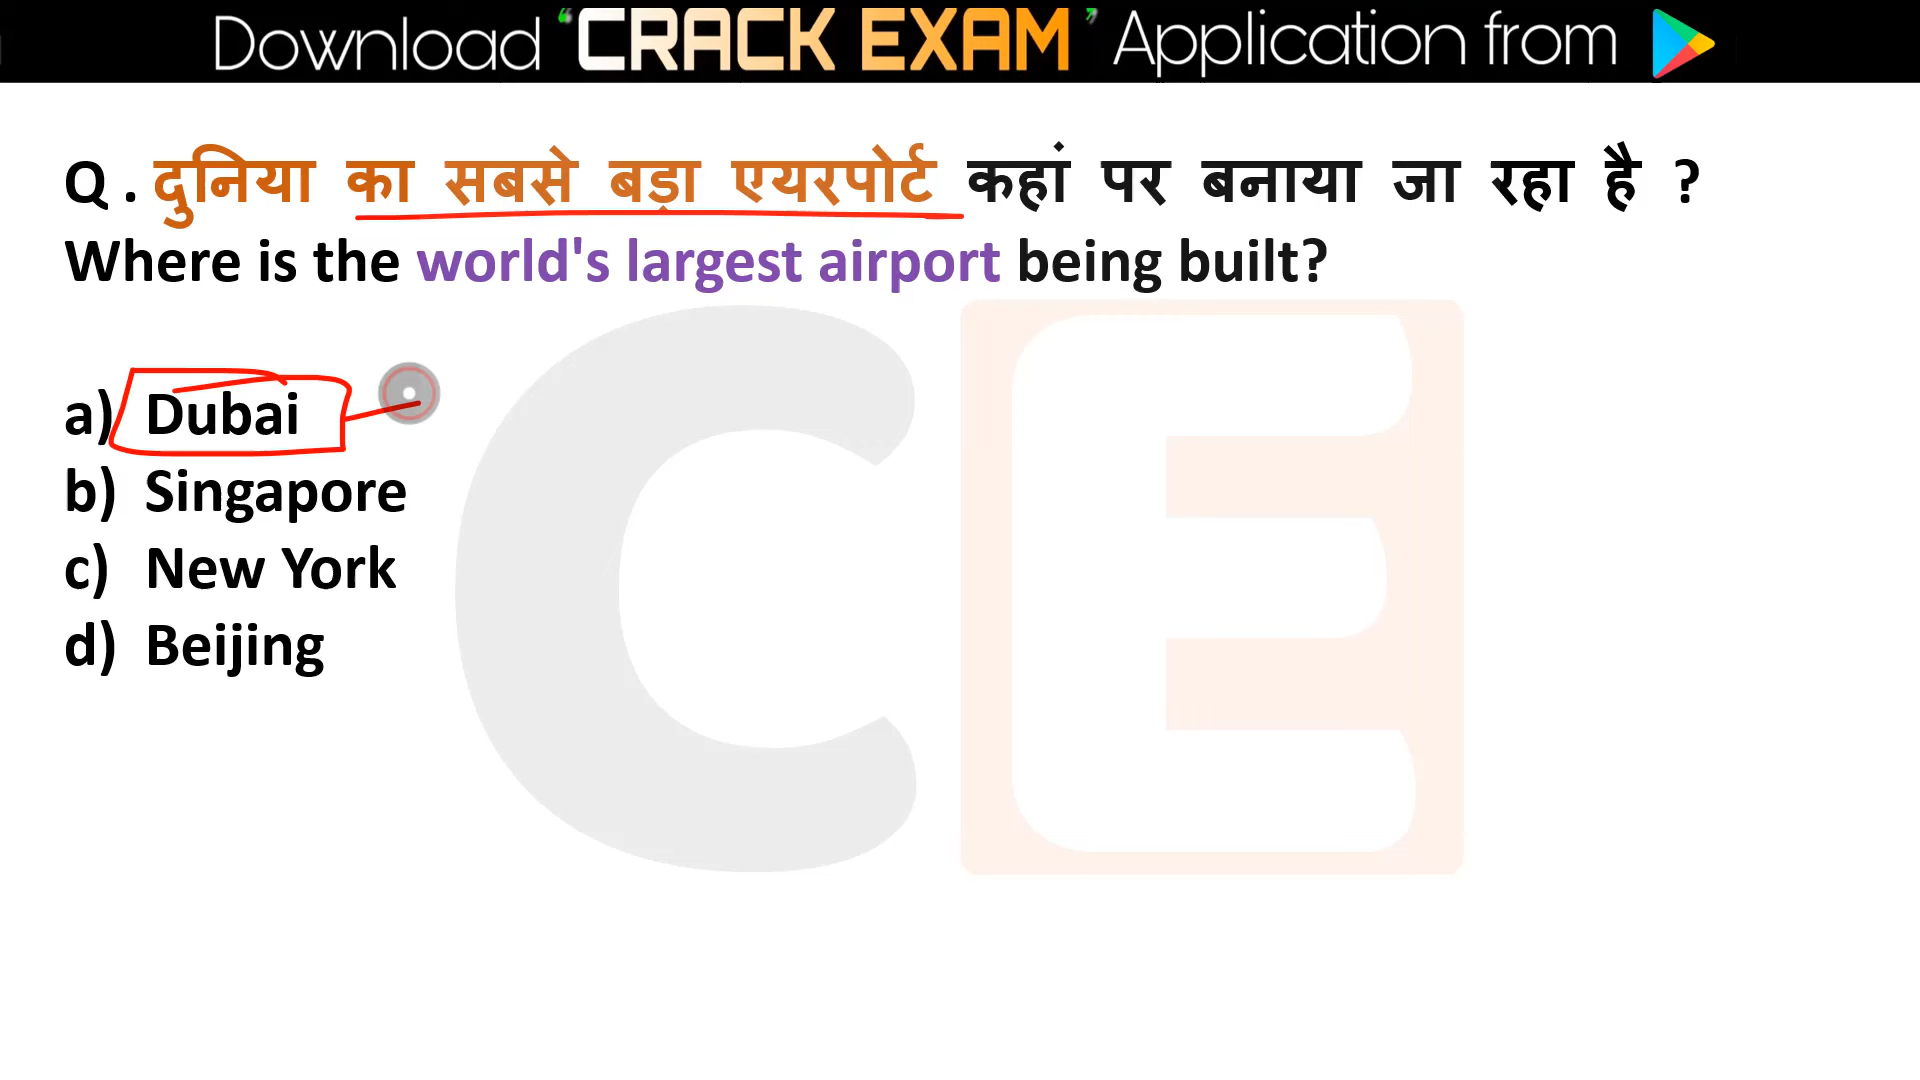 Download ‘CRACK EXAM’ Application from
Q . दुनिया का सबसे बड़ा एयरपोर्ट कहां पर बनाया जा रहा है ?
Where is the world's largest airport being built?
a) Dubai
b) Singapore
c) New York
d) Beijing
CE